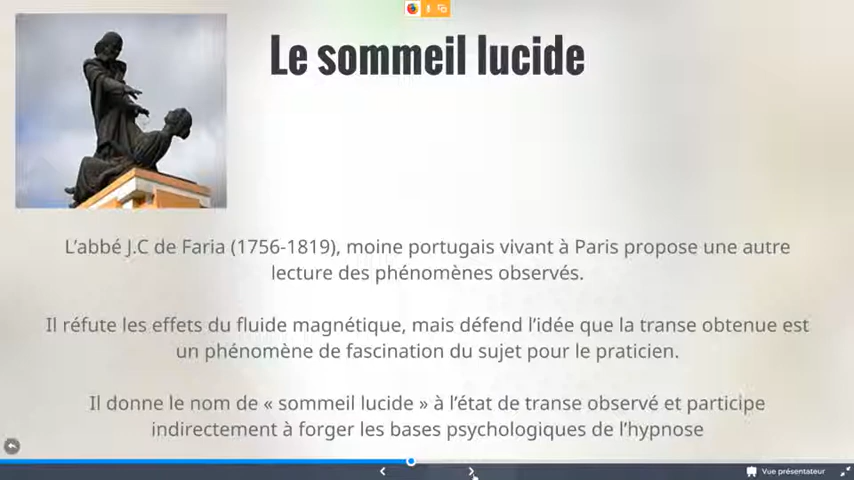 Le sommeil lucide
L’abbé J.C de Faria (1756-1819), moine portugais vivant à Paris propose une autre
lecture des phénomènes observés.
Il réfute les effets du fluide magnétique, mais défend l’idée que la transe obtenue est
un phénomène de fascination du sujet pour le praticien.
Il donne le nom de « sommeil lucide » à l’état de transe observé et participe
indirectement à forger les bases psychologiques de l’hypnose
Vue présentateur